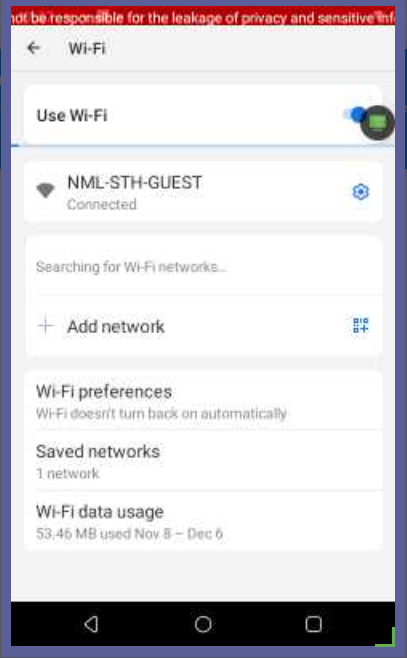 not be responsible for the leakage of privacy and sensitive inf
Wi-Fi
Use Wi-Fi
NML-STH-GUEST
Connected
Searching for Wi-Fi networks…
Add network
Wi-Fi preferences
Wi-Fi doesn't turn back on automatically
Saved networks
1 network
Wi-Fi data usage
53.46 MB used Nov 8 – Dec 6